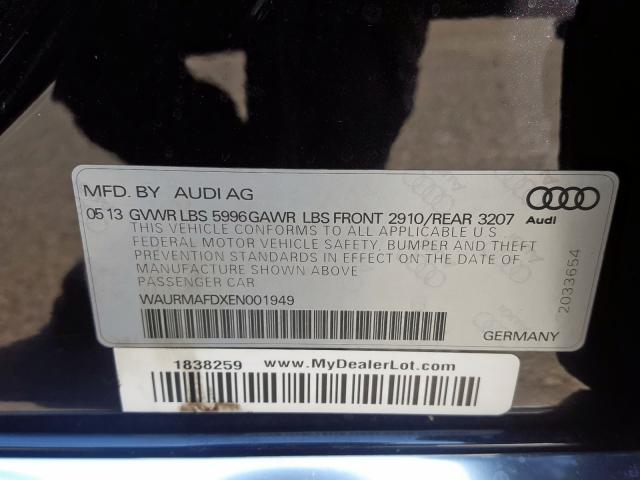 MFD. BY AUDI AG
05 13 GVWR LBS 5996 GAWR LBS FRONT 2910/REAR 3207
Audi
THIS VEHICLE CONFORMS TO ALL APPLICABLE U S
FEDERAL MOTOR VEHICLE SAFETY, BUMPER AND THEFT
PREVENTION STANDARDS IN EFFECT ON THE DATE OF
MANUFACTURE SHOWN ABOVE
PASSENGER CAR
WAURMAFDXEN001949
2033654
GERMANY
1838259 www.MyDealerLot.com